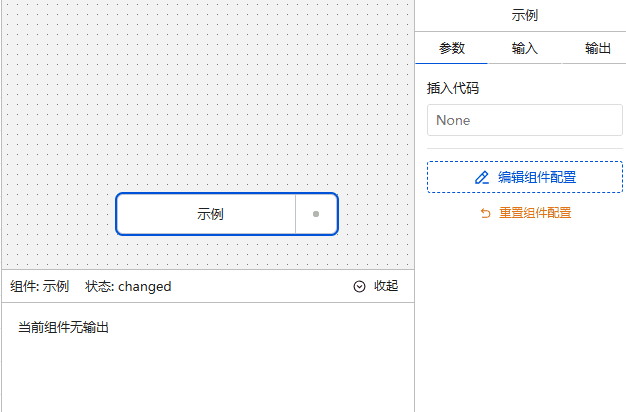 示例
参数 输入 输出
插入代码
None
编辑组件配置
重置组件配置
示例
组件: 示例 状态: changed 收起
当前组件无输出